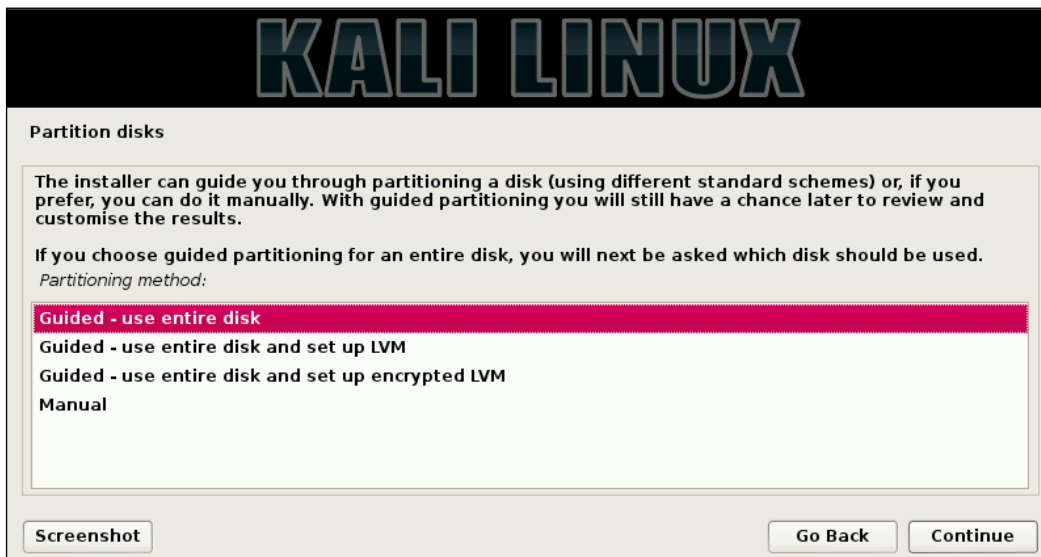 KALI LINUX
Partition disks
The installer can guide you through partitioning a disk (using different standard schemes) or, if you
prefer, you can do it manually. With guided partitioning you will still have a chance later to review and
customise the results.
If you choose guided partitioning for an entire disk, you will next be asked which disk should be used.
Partitioning method:
Guided - use entire disk
Guided - use entire disk and set up LVM
Guided - use entire disk and set up encrypted LVM
Manual
Screenshot
Go Back
Continue